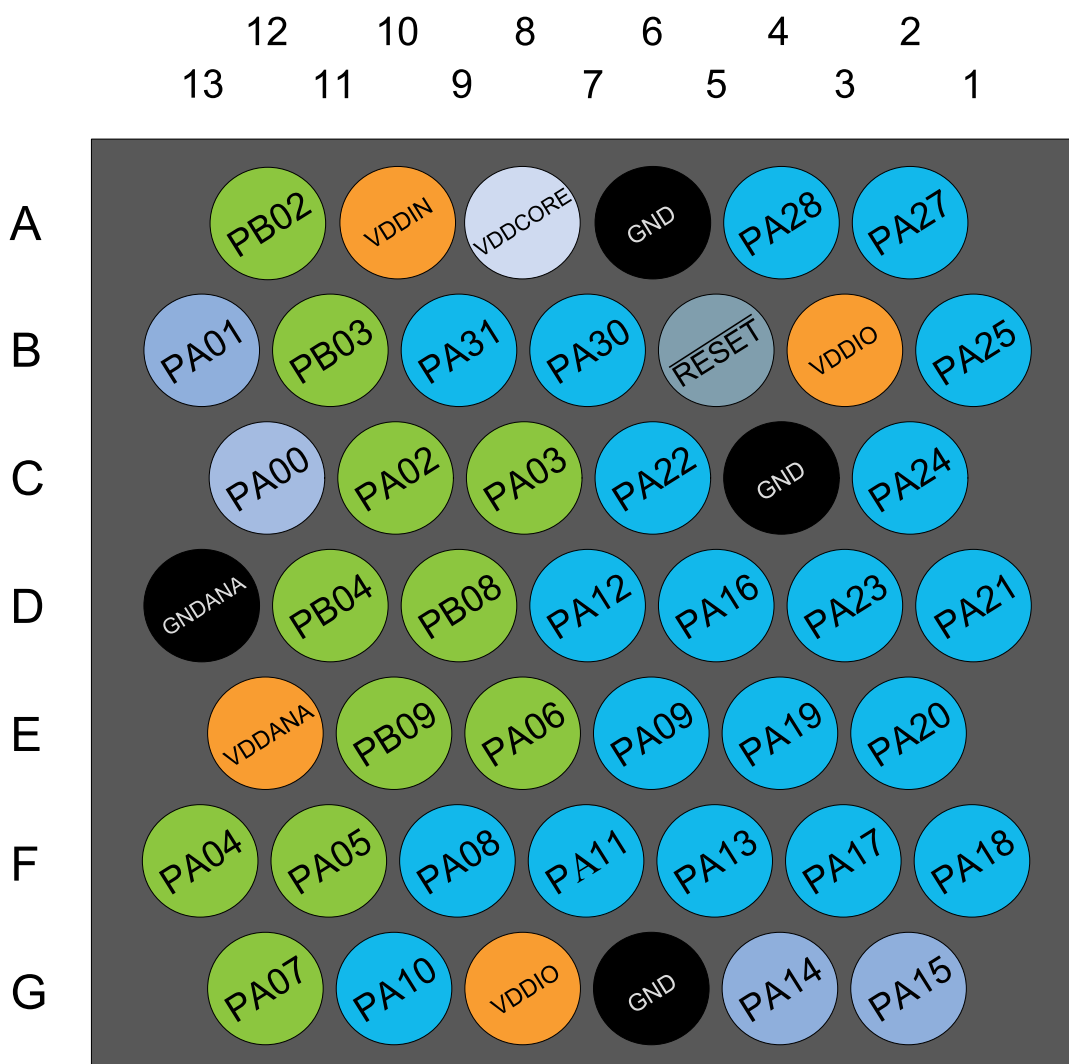 12 10 8 6 4 2
13 11 9 7 5 3 1
A PB02 VDDIN VDDCORE GND PA28 PA27
B PA01 PB03 PA31 PA30 RESET VDDIO PA25
C PA00 PA02 PA03 PA22 GND PA24
D GNDANA PB04 PB08 PA12 PA16 PA23 PA21
E VDDANA PB09 PA06 PA09 PA19 PA20
F PA04 PA05 PA08 PA11 PA13 PA17 PA18
G PA07 PA10 VDDIO GND PA14 PA15